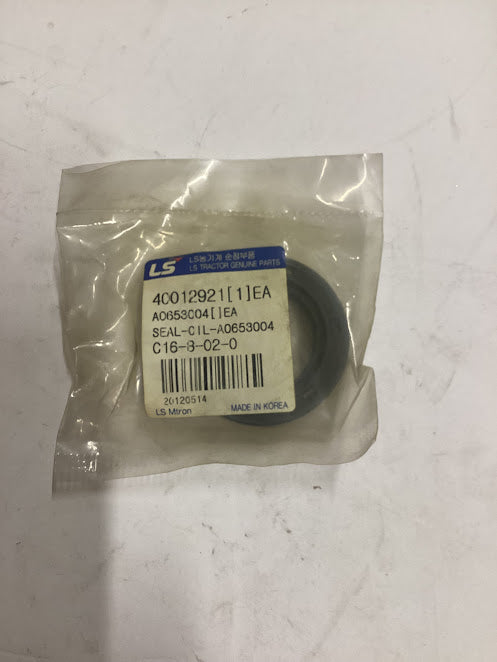 LS
LS농기계 순정부품
LS TRACTOR GENUINE PARTS
40012921[1]EA
A0653004[]EA
SEAL-OIL-A0653004
C16-8-02-0
20120514
LS Mtron
MADE IN KOREA